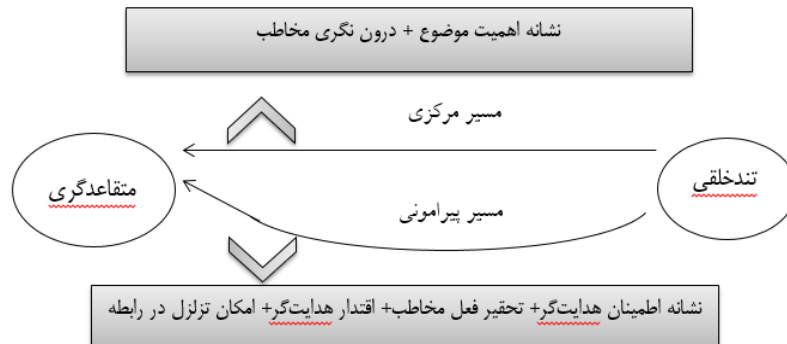 نشانه اهمیت موضوع + درون نگری مخاطب
مسیر مرکزی
تندخلقی
متقاعدگری
مسیر پیرامونی
نشانه اطمینان هدایت‌گر+ تحقیر فعل مخاطب+ اقتدار هدایت‌گر+ امکان تزلزل در رابطه